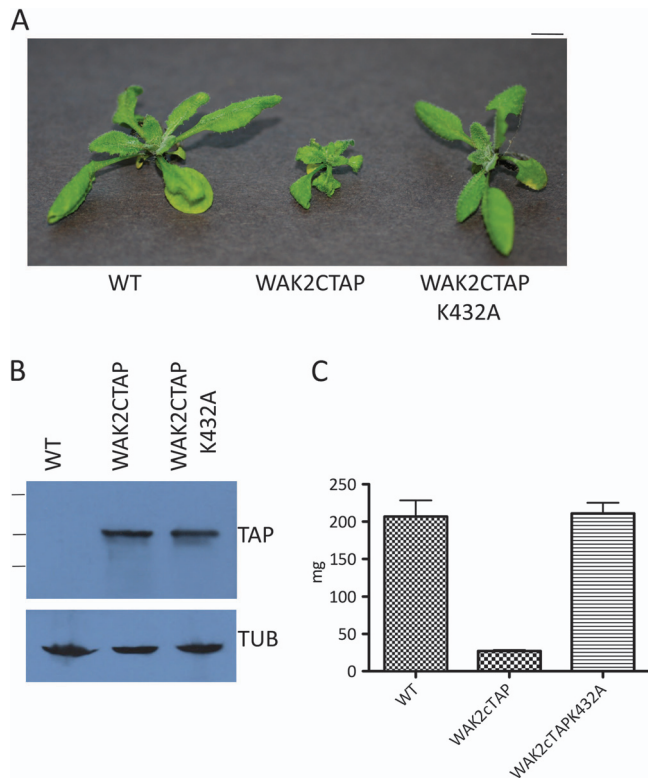 A
WT
WAK2CTAP
WAK2CTAP
K432A
B
C
WT
WAK2CTAP
WAK2CTAP
K432A
TAP
TUB
250
200
150
100
50
0
mg
WT
WAK2cTAP
WAK2cTAPK432A